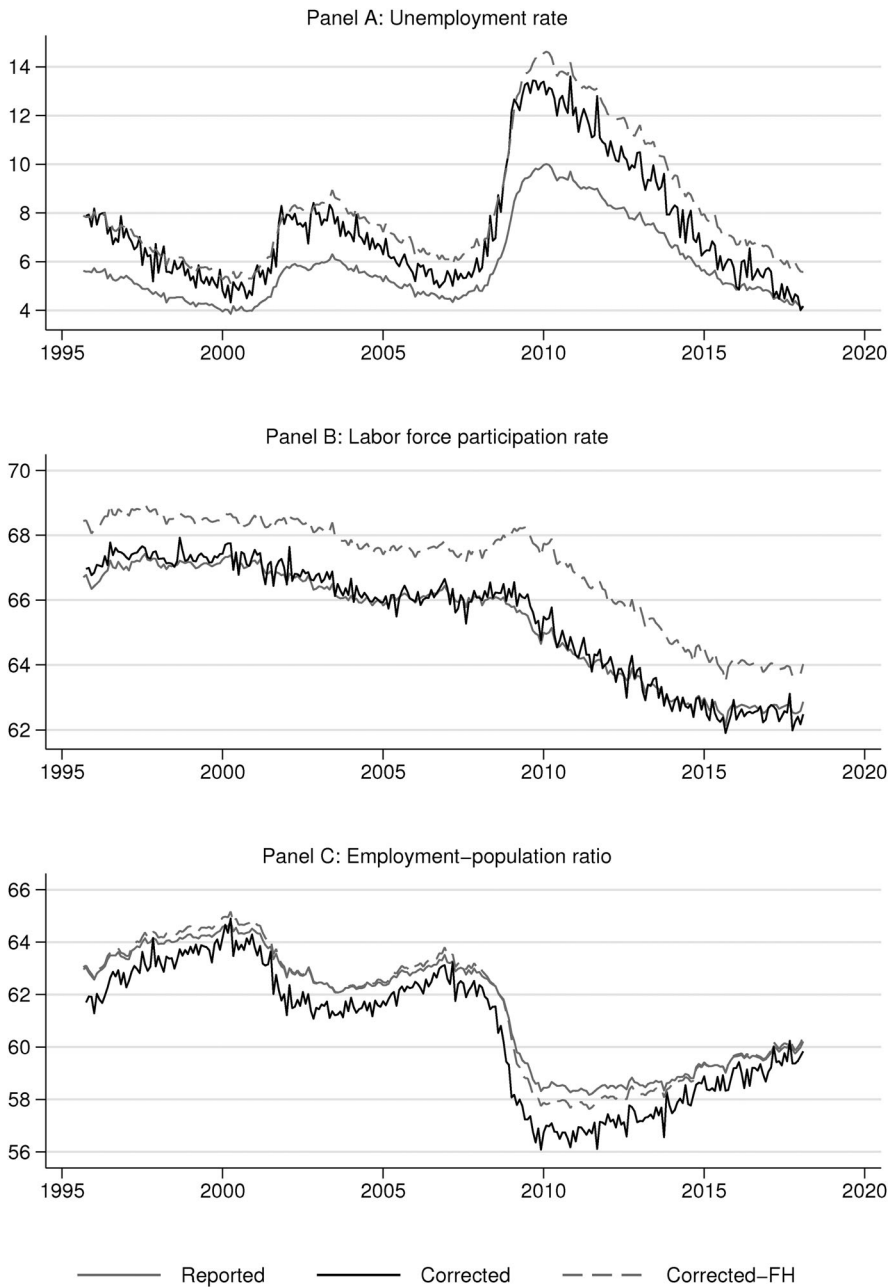 Panel A: Unemployment rate
14
12
10
8
6
4
1995 2000 2005 2010 2015 2020
Panel B: Labor force participation rate
70
68
66
64
62
1995 2000 2005 2010 2015 2020
Panel C: Employment−population ratio
66
64
62
60
58
56
1995 2000 2005 2010 2015 2020
Reported Corrected Corrected−FH